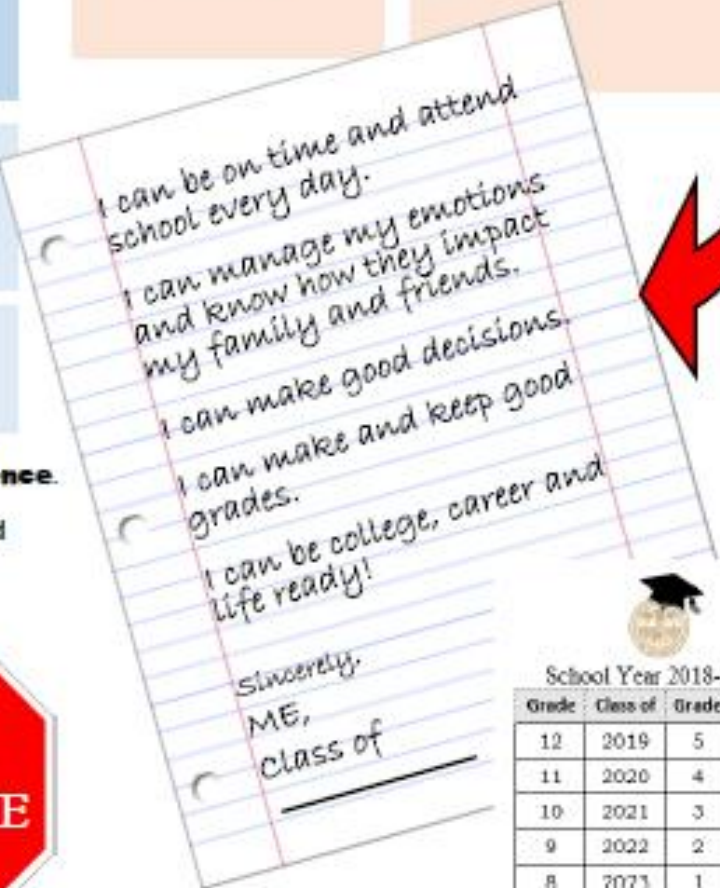 I can be on time and attend
school every day.
I can manage my emotions
and know how they impact
my family and friends.
I can make good decisions.
I can make and keep good
grades.
I can be college, career and
life ready!
Sincerely,
ME,
Class of
School Year 2018-
Grade Class of Grade
12 2019 5
11 2020 4
10 2021 3
9 2022 2
8 2023 1